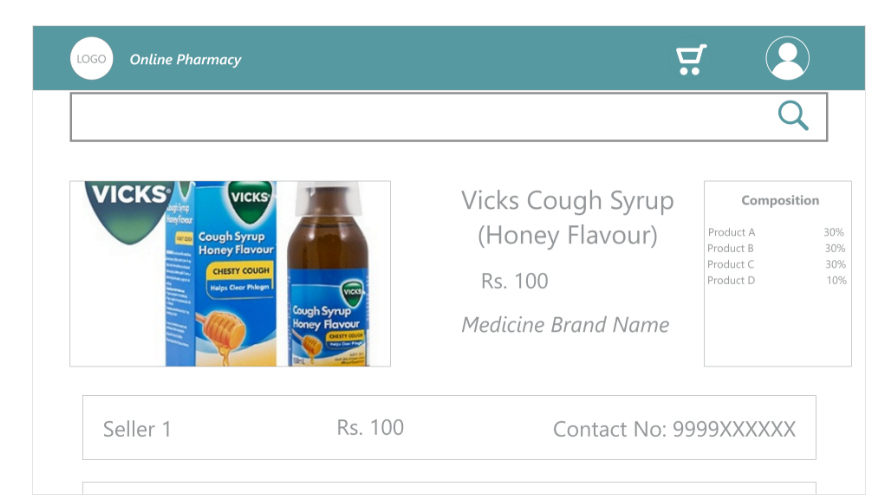 LOGO
Online Pharmacy
VICKS
VICKS
Cough Syrup
Honey Flavour
CHESTY COUGH
Helps Clear Phlegm
VICKS
Cough Syrup
Honey Flavour
CHESTY COUGH
Vicks Cough Syrup
(Honey Flavour)
Rs. 100
Medicine Brand Name
Composition
Product A 30%
Product B 30%
Product C 30%
Product D 10%
Seller 1 Rs. 100 Contact No: 9999XXXXXX